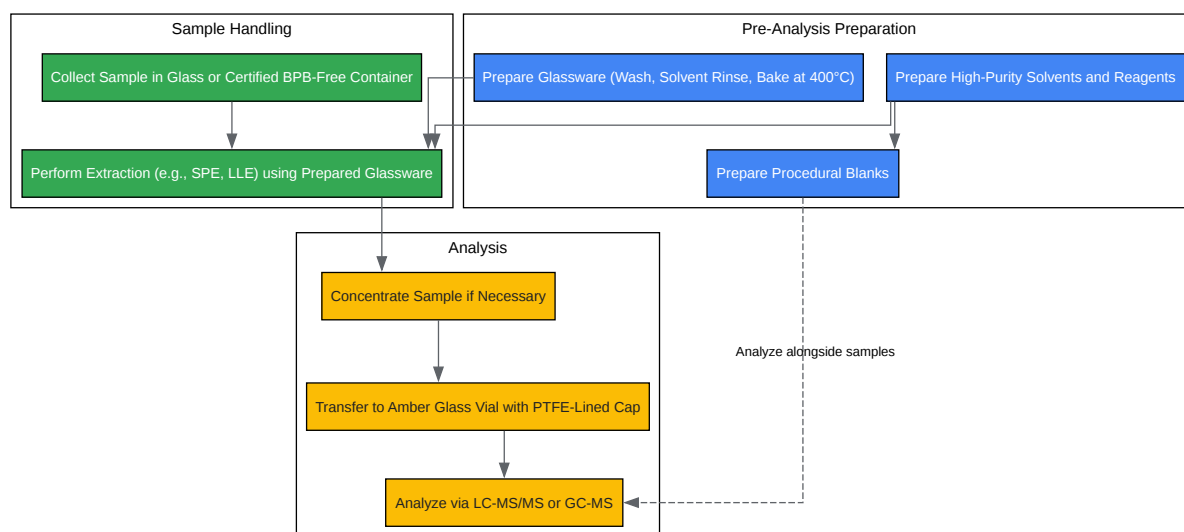 Sample Handling
Collect Sample in Glass or Certified BPB-Free Container
Perform Extraction (e.g., SPE, LLE) using Prepared Glassware
Pre-Analysis Preparation
Prepare Glassware (Wash, Solvent Rinse, Bake at 400°C)
Prepare High-Purity Solvents and Reagents
Prepare Procedural Blanks
Analysis
Concentrate Sample if Necessary
Analyze alongside samples
Transfer to Amber Glass Vial with PTFE-Lined Cap
Analyze via LC-MS/MS or GC-MS